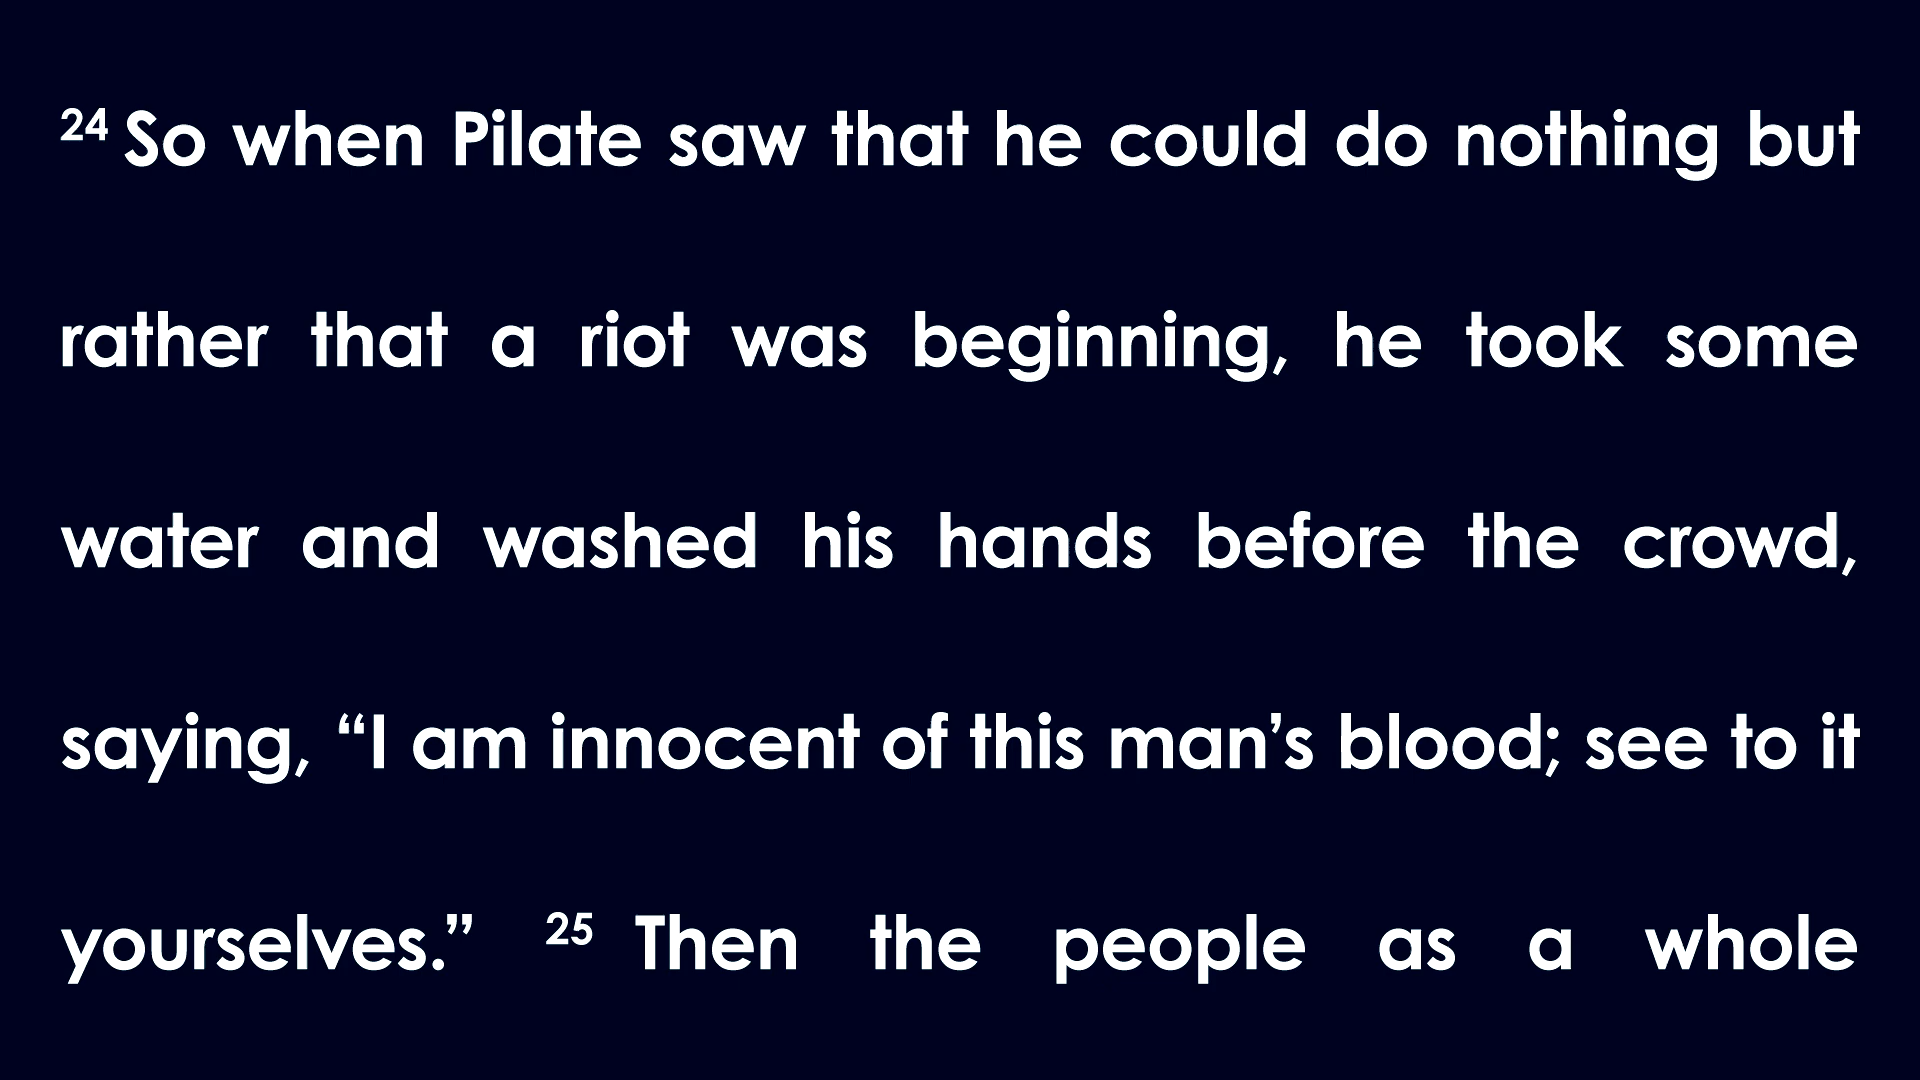 24 So when Pilate saw that he could do nothing but
rather that a riot was beginning, he took some
water and washed his hands before the crowd,
saying, “I am innocent of this man’s blood; see to it
yourselves.” 25 Then the people as a whole